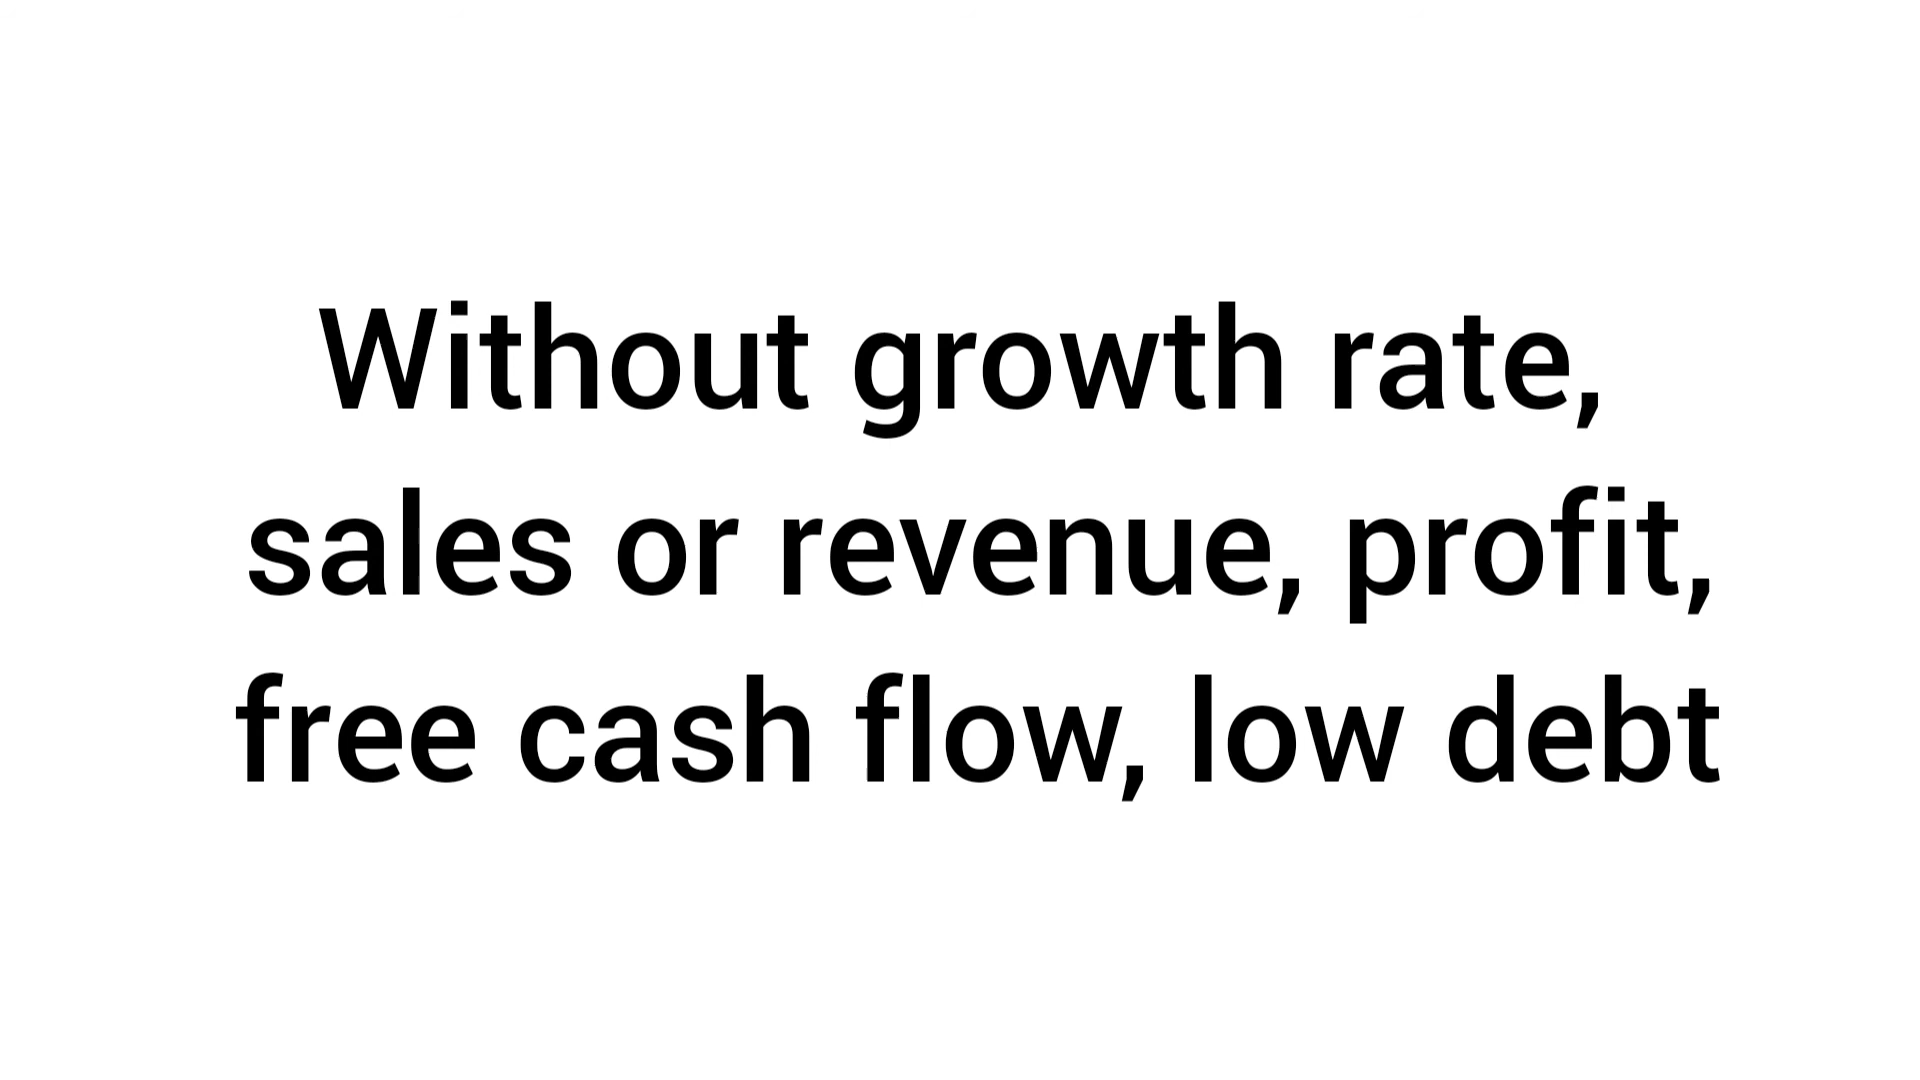 Without growth rate,
sales or revenue, profit,
free cash flow, low debt